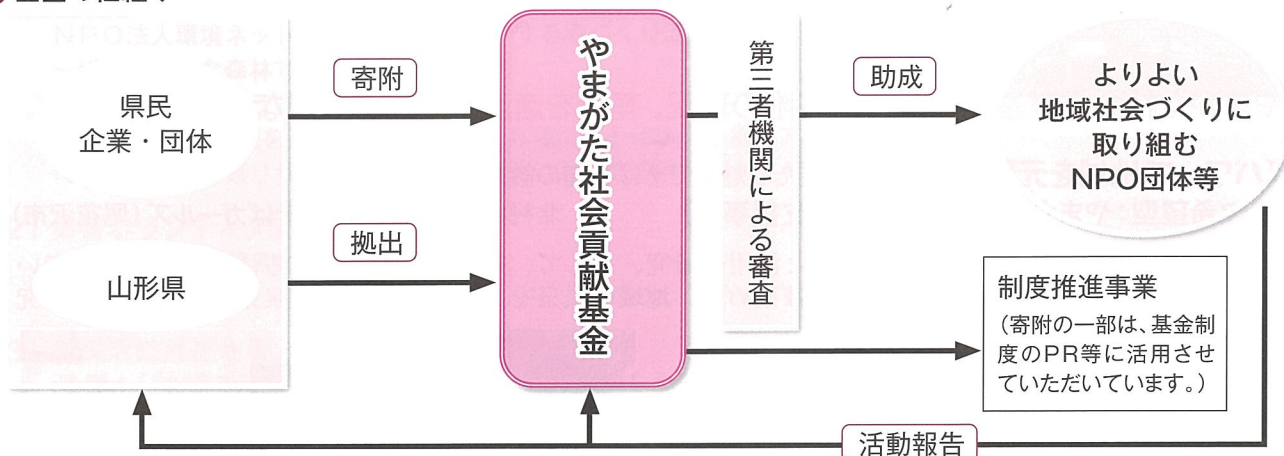 県民
企業・団体
寄附
山形県
拠出
やまがた社会貢献基金
第三者機関による審査
助成
よりよい
地域社会づくりに
取り組む
NPO団体等
制度推進事業
（寄附の一部は、基金制
度のPR等に活用させ
ていただいています。）
活動報告